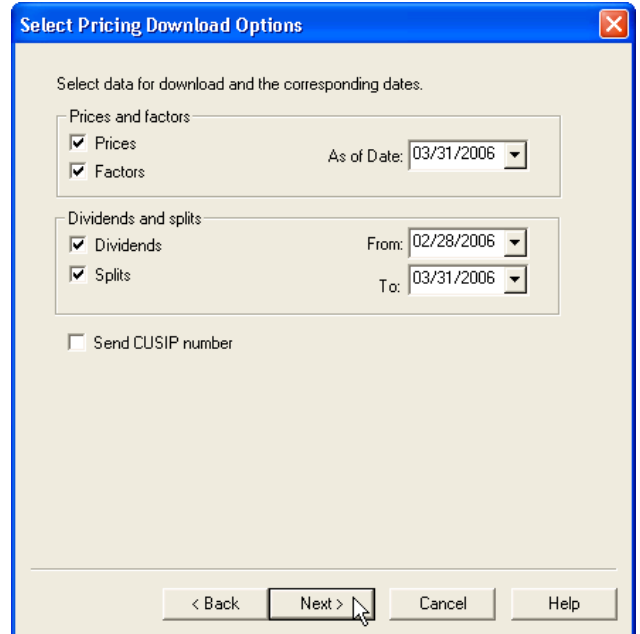 Select Pricing Download Options
Select data for download and the corresponding dates.
Prices and factors
Prices
As of Date: 03/31/2006
Factors
Dividends and splits
Dividends
From: 02/28/2006
Splits
To: 03/31/2006
Send CUSIP number
< Back Next > Cancel Help